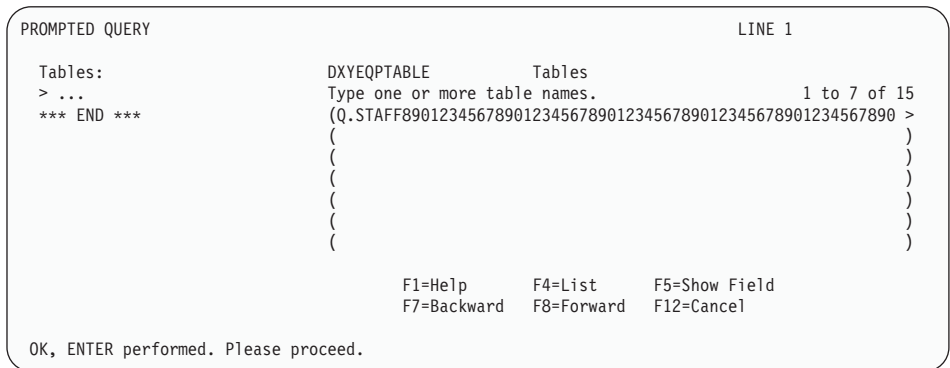 PROMPTED QUERY LINE 1
Tables: DXYEQPTABLE Tables
> ... Type one or more table names. 1 to 7 of 15
*** END *** (Q.STAFF89012345678901234567890123456789012345678901234567890 >
( )
( )
( )
( )
( )
( )
F1=Help F4=List F5=Show Field
F7=Backward F8=Forward F12=Cancel
OK, ENTER performed. Please proceed.